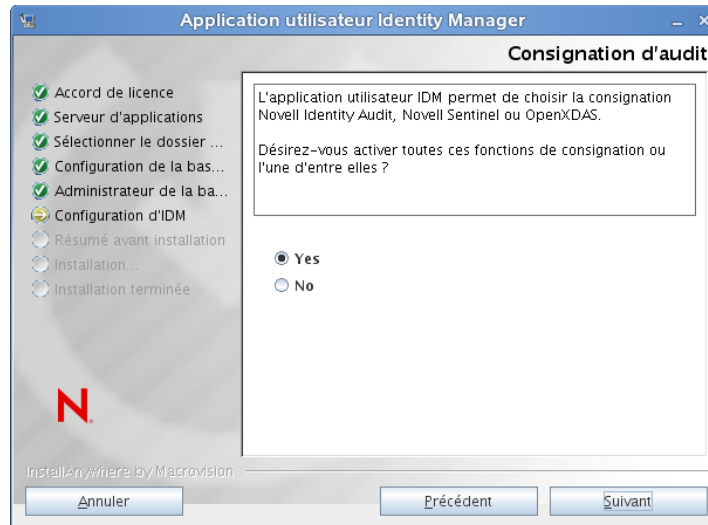 Application utilisateur Identity Manager
Consignation d'audit
Accord de licence
Serveur d'applications
Sélectionner le dossier ...
Configuration de la bas...
Administrateur de la ba...
Configuration d'IDM
Résumé avant installation
Installation...
Installation terminée
L'application utilisateur IDM permet de choisir la consignation
Novell Identity Audit, Novell Sentinel ou OpenXDAS.
Désirez-vous activer toutes ces fonctions de consignation ou
l'une d'entre elles ?
Yes
No
N.
InstallAnywhere by Macrovision
Annuler
Précédent
Suivant